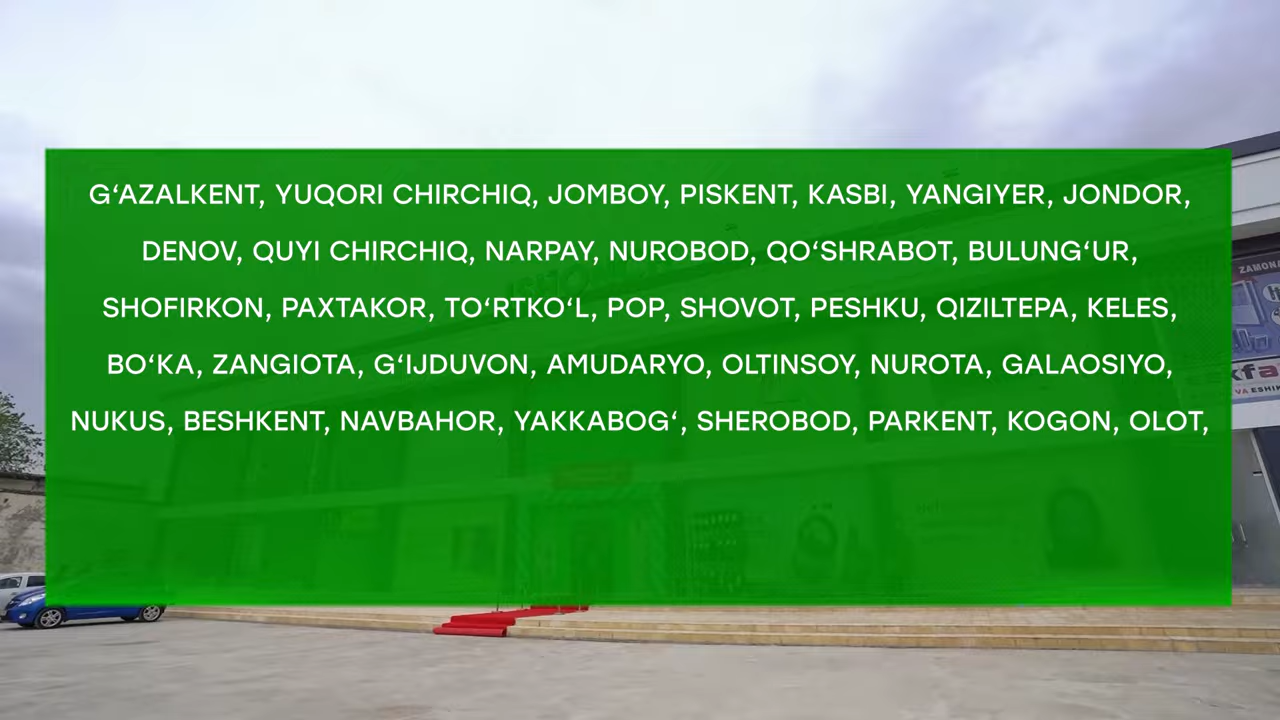 G‘AZALKENT, YUQORI CHIRCHIQ, JOMBOY, PISKENT, KASBI, YANGIYER, JONDOR,
DENOV, QUYI CHIRCHIQ, NARPAY, NUROBOD, QO‘SHRABOT, BULUNG‘UR,
SHOFIRKON, PAXTAKOR, TO‘RTKO‘L, POP, SHOVOT, PESHKU, QIZILTEPA, KELES,
BO‘KA, ZANGIOTA, G‘IJDUVON, AMUDARYO, OLTINSOY, NUROTA, GALAOSIYO,
NUKUS, BESHKENT, NAVBAHOR, YAKKABOG‘, SHEROBOD, PARKENT, KOGON, OLOT,
VA ESHIK